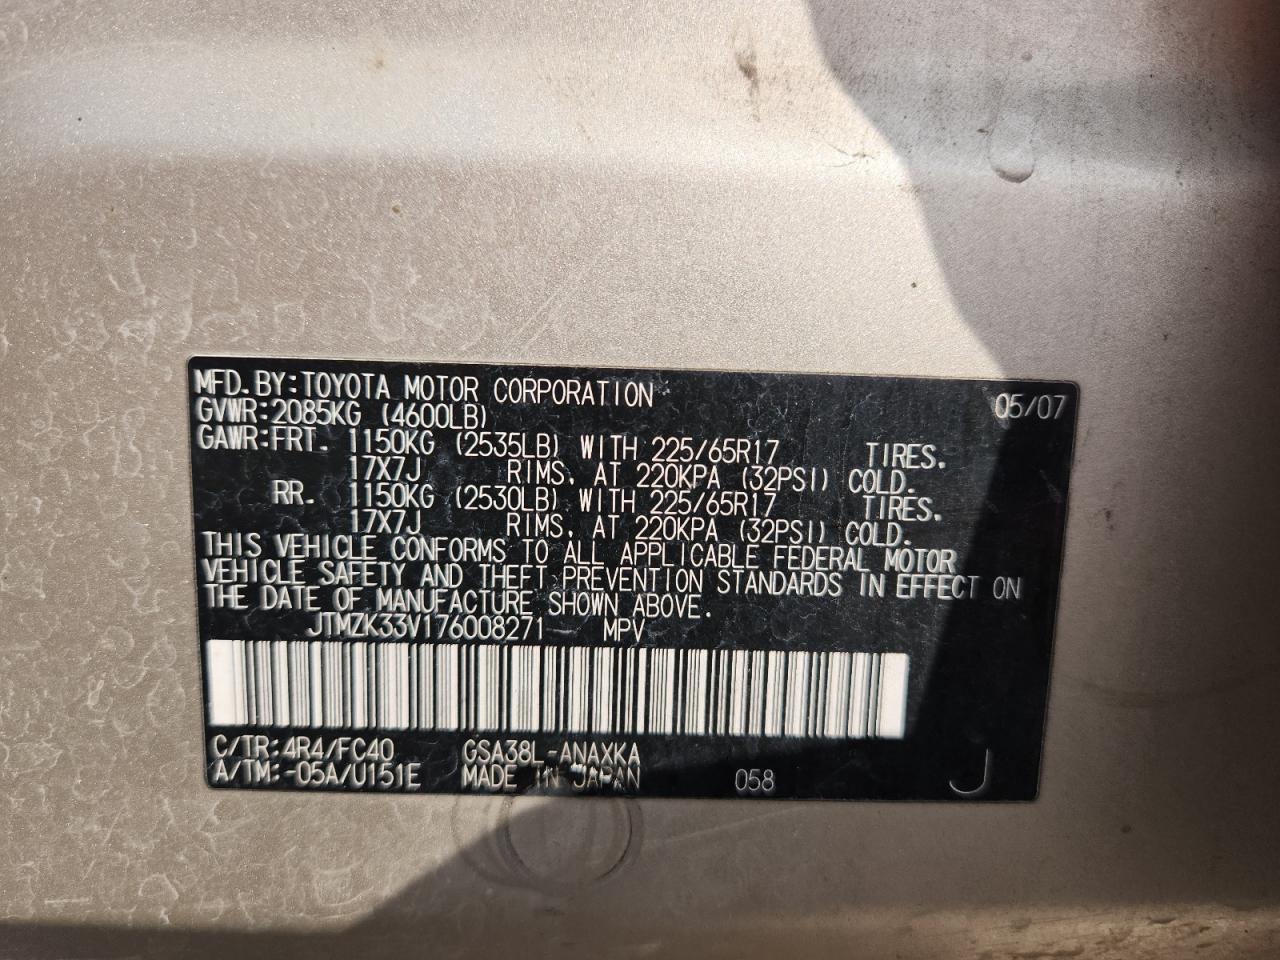 MFD. BY: TOYOTA MOTOR CORPORATION 05/07
GVWR: 2085KG (4600LB)
GAWR: FRT. 1150KG (2535LB) WITH 225/65R17 TIRES.
17X7J RIMS, AT 220KPA (32PSI) COLD.
RR. 1150KG (2530LB) WITH 225/65R17 TIRES.
17X7J RIMS, AT 220KPA (32PSI) COLD.
THIS VEHICLE CONFORMS TO ALL APPLICABLE FEDERAL MOTOR
VEHICLE SAFETY AND THEFT PREVENTION STANDARDS IN EFFECT ON
THE DATE OF MANUFACTURE SHOWN ABOVE.
JTMZK33V176008271 MPV
C/TR: 4R4/FC40 GSA38L-ANAXKA
A/TM: -05A/U151E MADE IN JAPAN 058 J